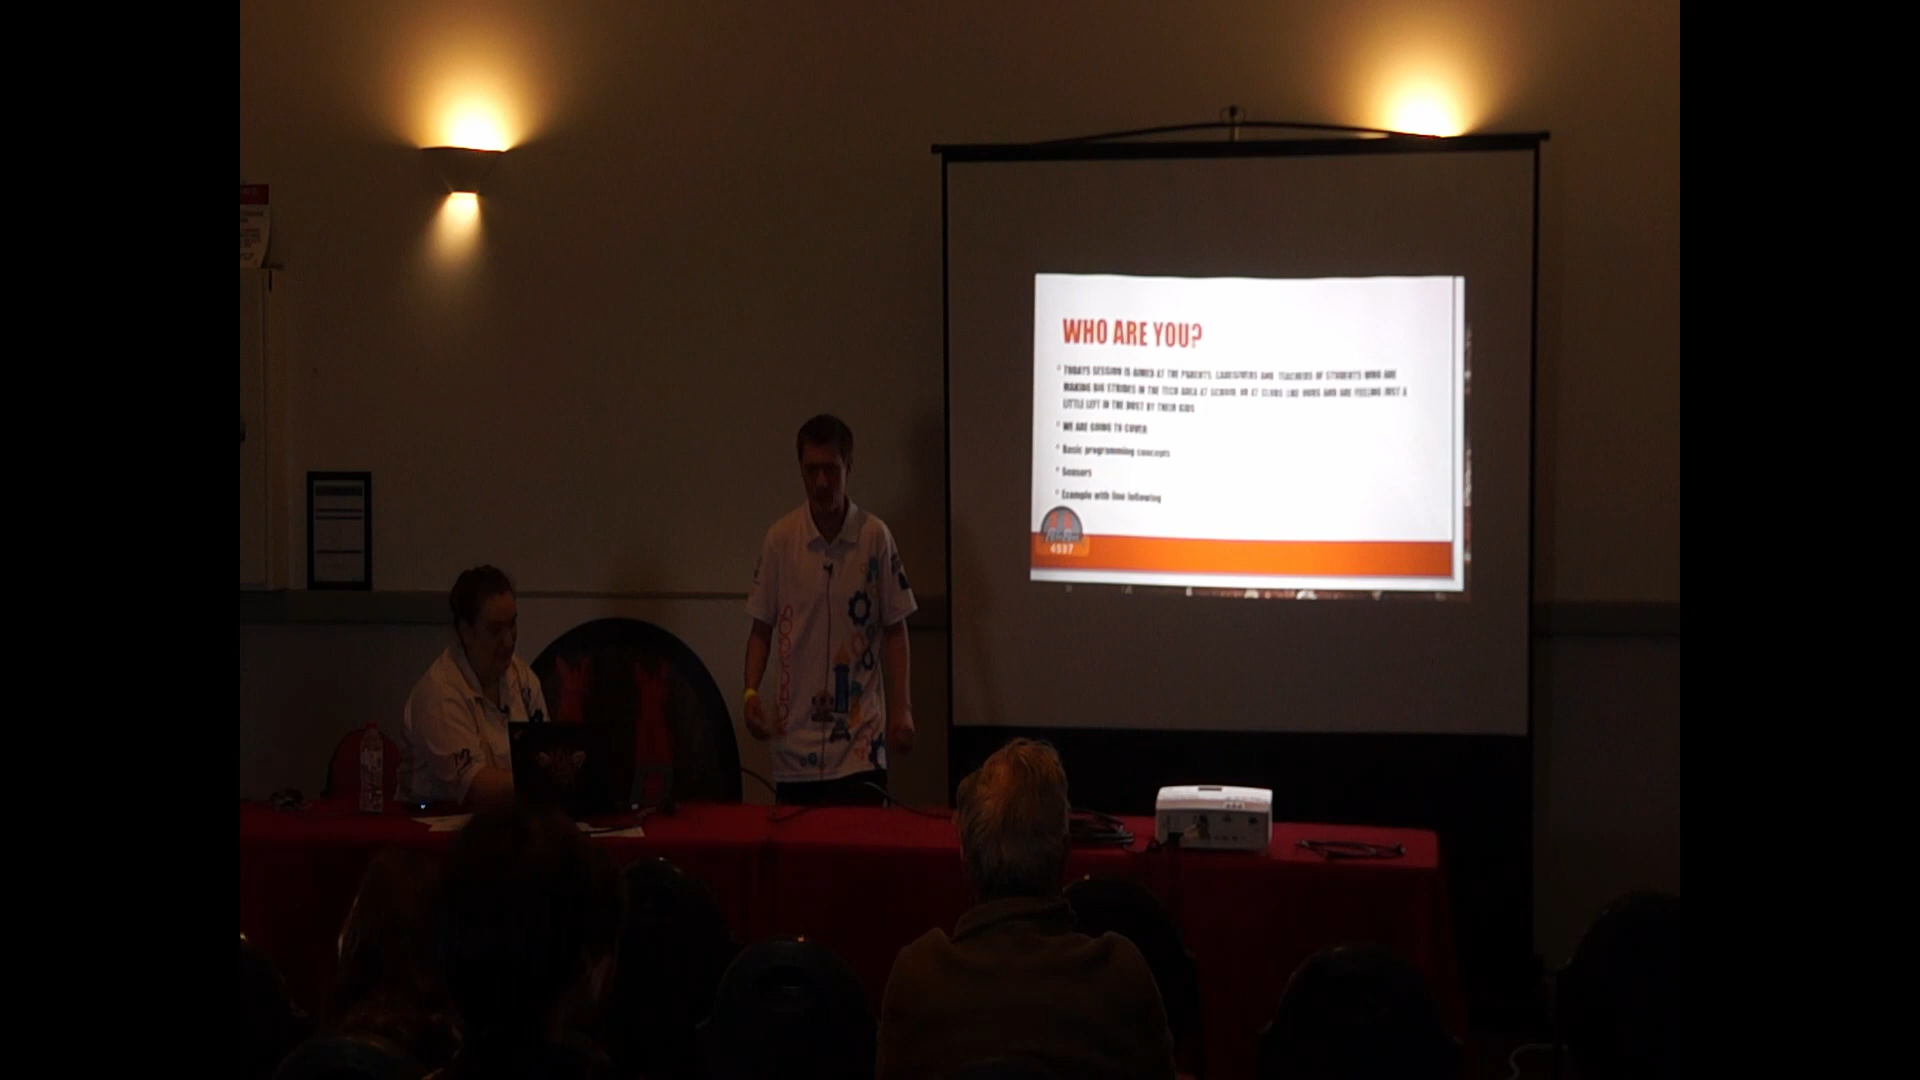 WHO ARE YOU?
TODAYS SESSION IS AIMED AT THE PARENTS, CAREGIVERS AND TEACHERS OF STUDENTS WHO ARE
MAKING BIG STRIDES IN THE TECH AREA AT SCHOOL OR AT CLUBS LIKE OURS AND ARE FEELING JUST A
LITTLE LEFT IN THE DUST BY THEIR KIDS
WE ARE GOING TO COVER
Basic programming concepts
Sensors
Example with line following
4537
ROBOROOS